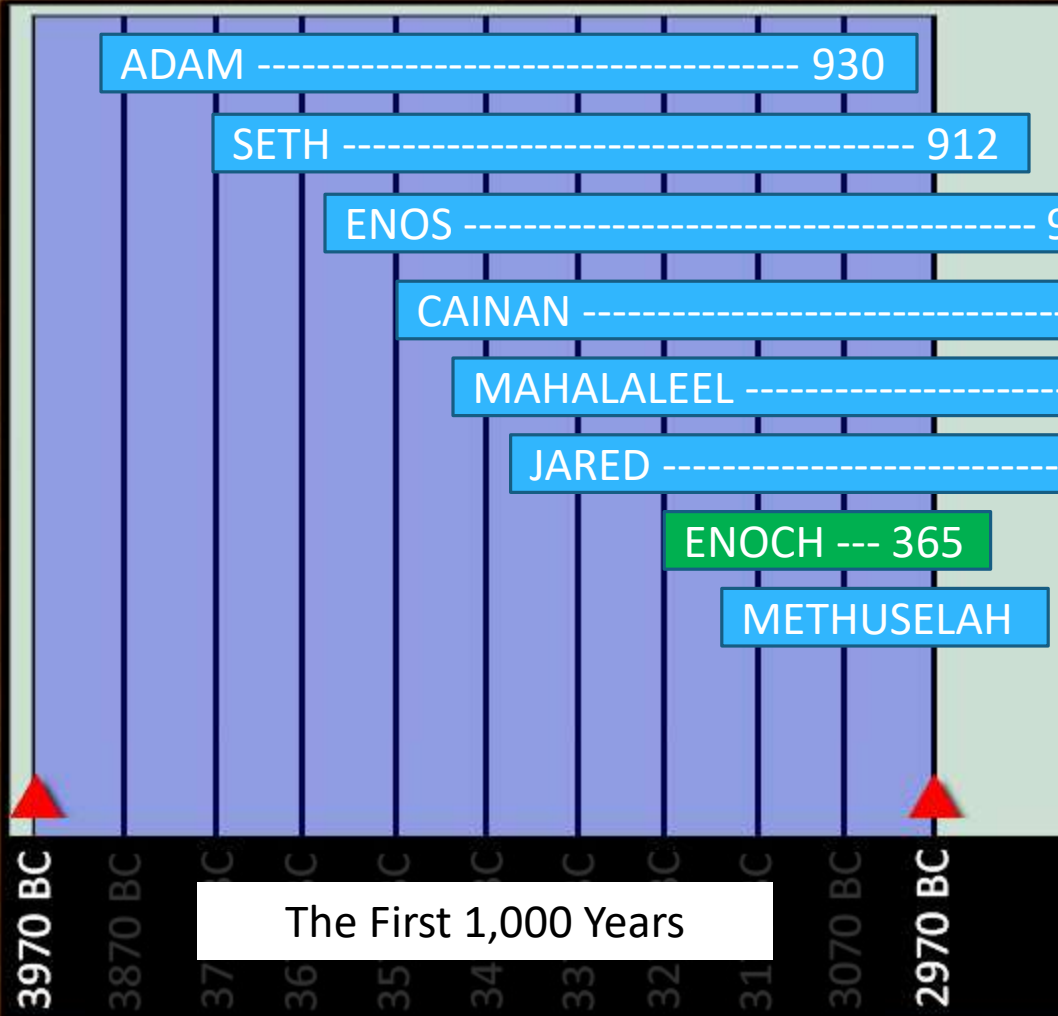 ADAM ------------------------------------ 930
SETH -------------------------------------- 912
ENOS -------------------------------------- 9
CAINAN --------------------------------
MAHALALEEL ---------------------
JARED --------------------------
ENOCH --- 365
METHUSELAH
3970 BC
3870 BC
3070 BC
2970 BC
The First 1,000 Years